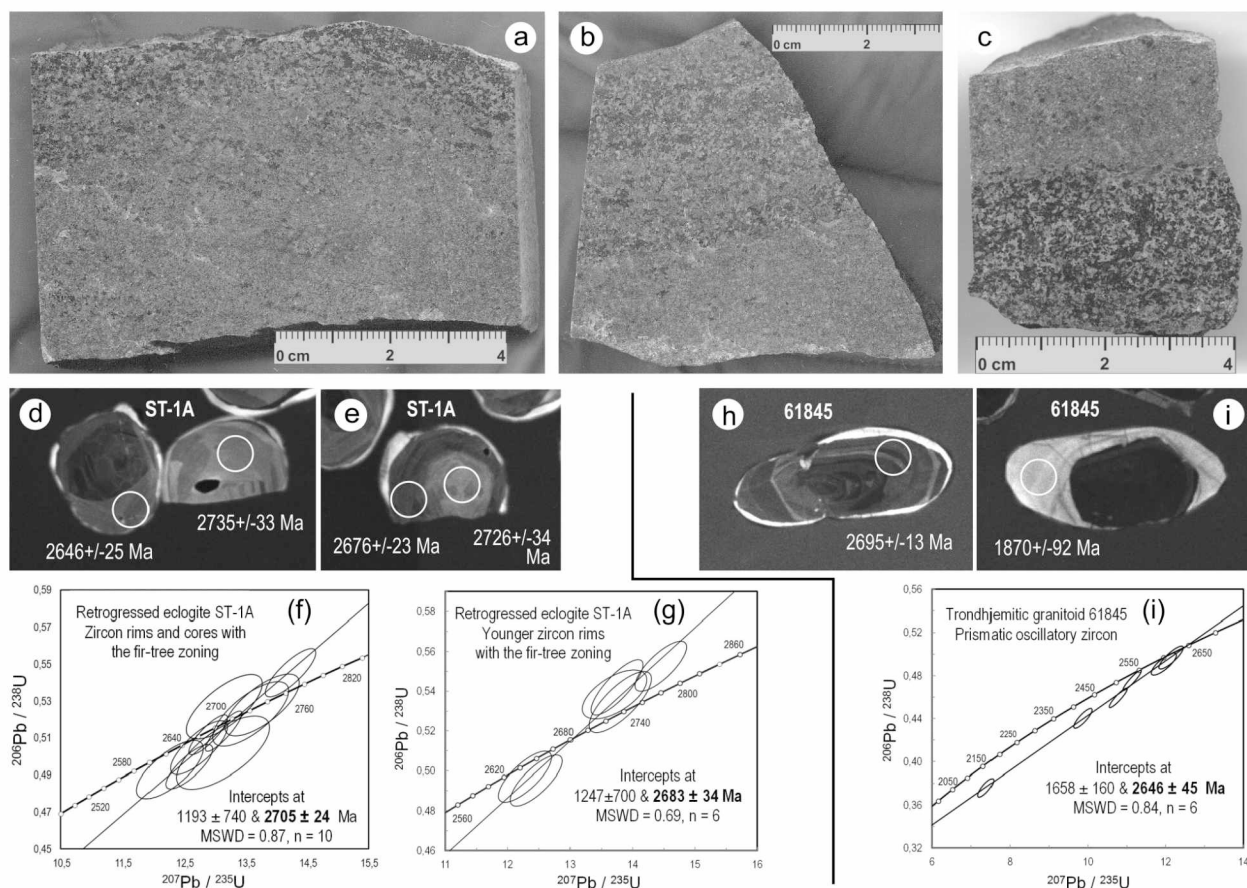 a
0 cm 2 4
b
0 cm 2
c
0 cm 2 4
d
ST-1A
2735+/-33 Ma
2646+/-25 Ma
e
ST-1A
2676+/-23 Ma
2726+/-34
Ma
h
61845
2695+/-13 Ma
i
61845
1870+/-92 Ma
0,59
0,57
0,55
0,53
0,51
0,49
0,47
0,45
206Pb / 238U
(f)
Retrogressed eclogite ST-1A
Zircon rims and cores with
the fir-tree zoning
2820
2760
2700
2640
2580
2520
Intercepts at
1193 ± 740 & 2705 ± 24 Ma
MSWD = 0.87, n = 10
10,5 11,5 12,5 13,5 14,5 15,5
207Pb / 235U
0,58
0,56
0,54
0,52
0,50
0,48
0,46
206Pb / 238U
(g)
Retrogressed eclogite ST-1A
Younger zircon rims
with the fir-tree zoning
2860
2800
2740
2680
2620
2560
Intercepts at
1247±700 & 2683 ± 34 Ma
MSWD = 0.69, n = 6
11 12 13 14 15 16
207Pb / 235U
0.56
0.52
0.48
0.44
0.40
0.36
0.32
206Pb / 238U
(i)
Trondhjemitic granitoid 61845
Prismatic oscillatory zircon
2650
2550
2450
2350
2250
2150
2050
Intercepts at
1658 ± 160 & 2646 ± 45 Ma
MSWD = 0.84, n = 6
6 8 10 12 14
207Pb / 235U